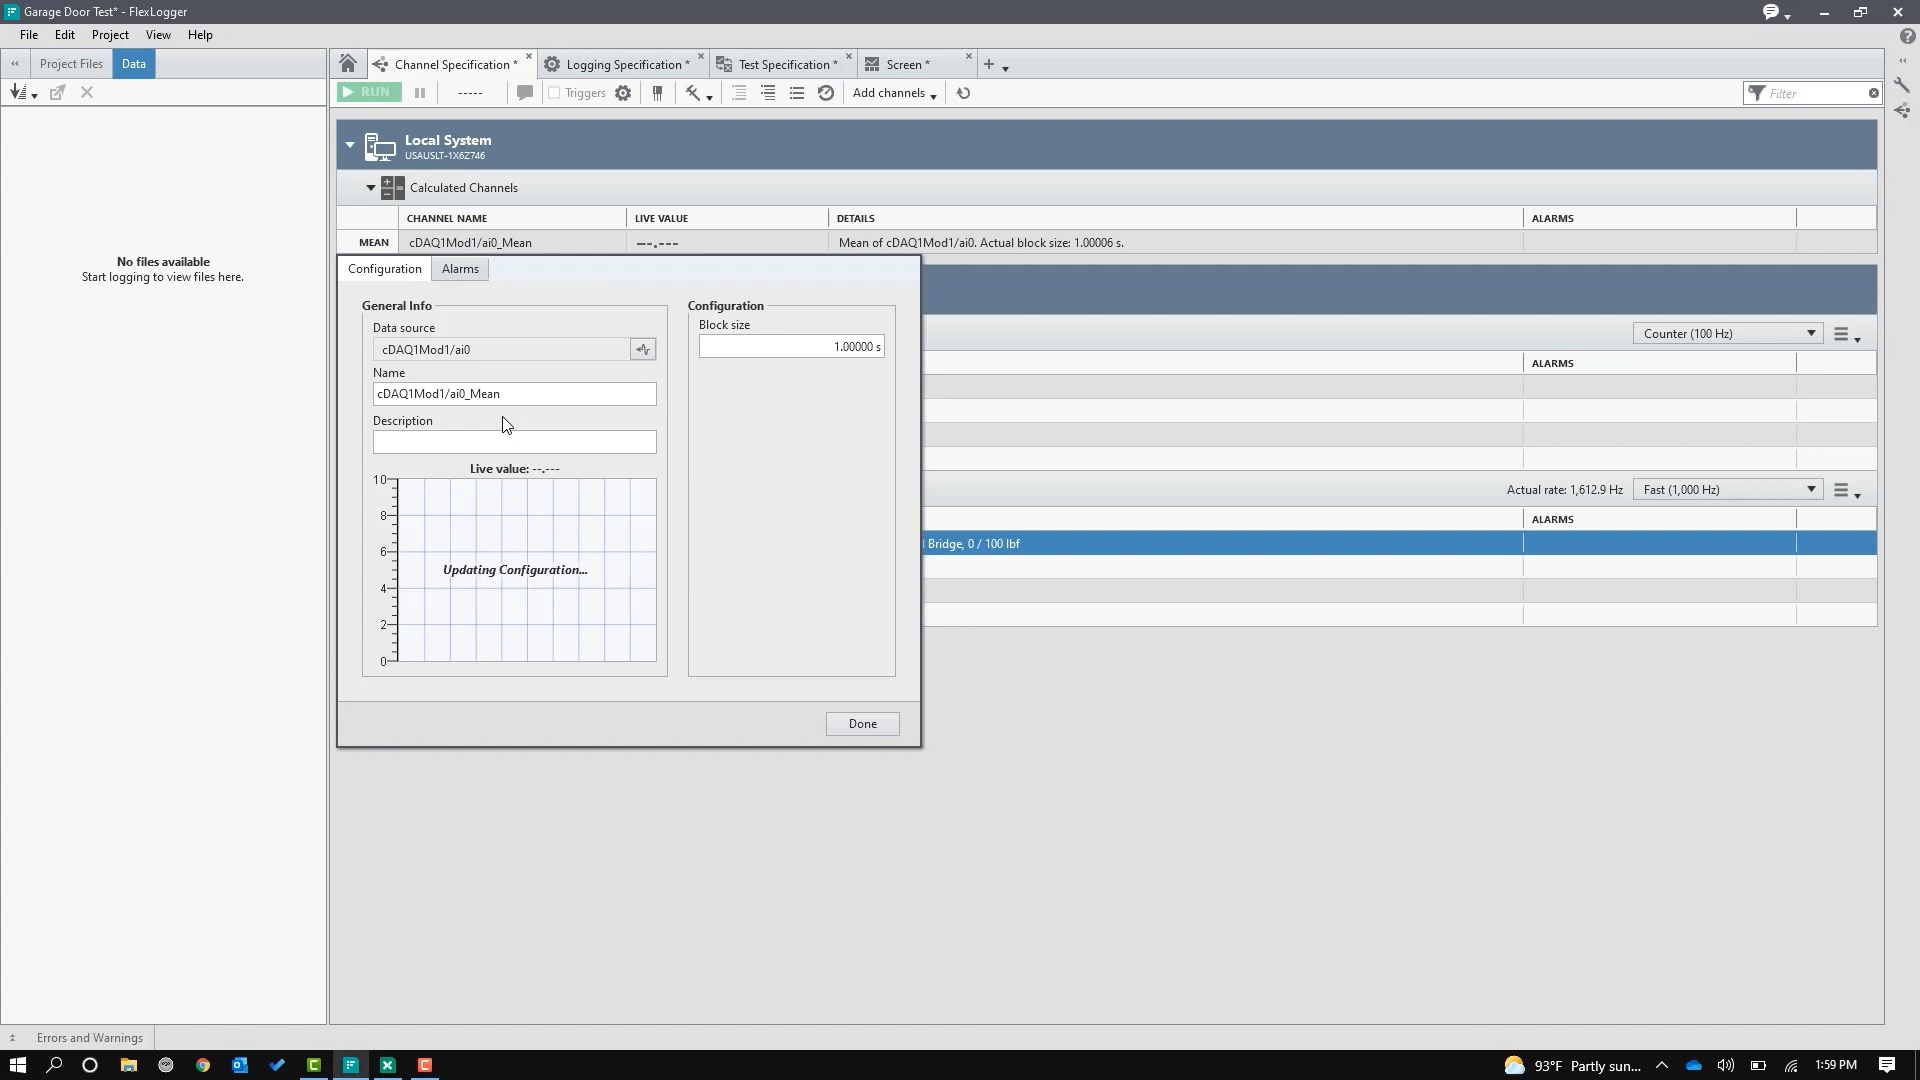 Garage Door Test* - FlexLogger
File Edit Project View Help
Project Files Data
Channel Specification * Logging Specification * Test Specification * Screen *
RUN ----- Triggers Add channels Filter
No files available
Start logging to view files here.
Local System
USAUSLT-1X6Z746
Calculated Channels
CHANNEL NAME LIVE VALUE DETAILS ALARMS
MEAN cDAQ1Mod1/ai0_Mean --.--- Mean of cDAQ1Mod1/ai0. Actual block size: 1.00006 s.
Configuration Alarms
General Info
Data source
cDAQ1Mod1/ai0
Name
cDAQ1Mod1/ai0_Mean
Description
Live value: --.---
10
8
6
4
2
0
Updating Configuration...
Configuration
Block size
1.00000 s
Done
Counter (100 Hz)
ALARMS
Actual rate: 1,612.9 Hz Fast (1,000 Hz)
ALARMS
Bridge, 0 / 100 lbf
Errors and Warnings
93°F Partly sun... 1:59 PM